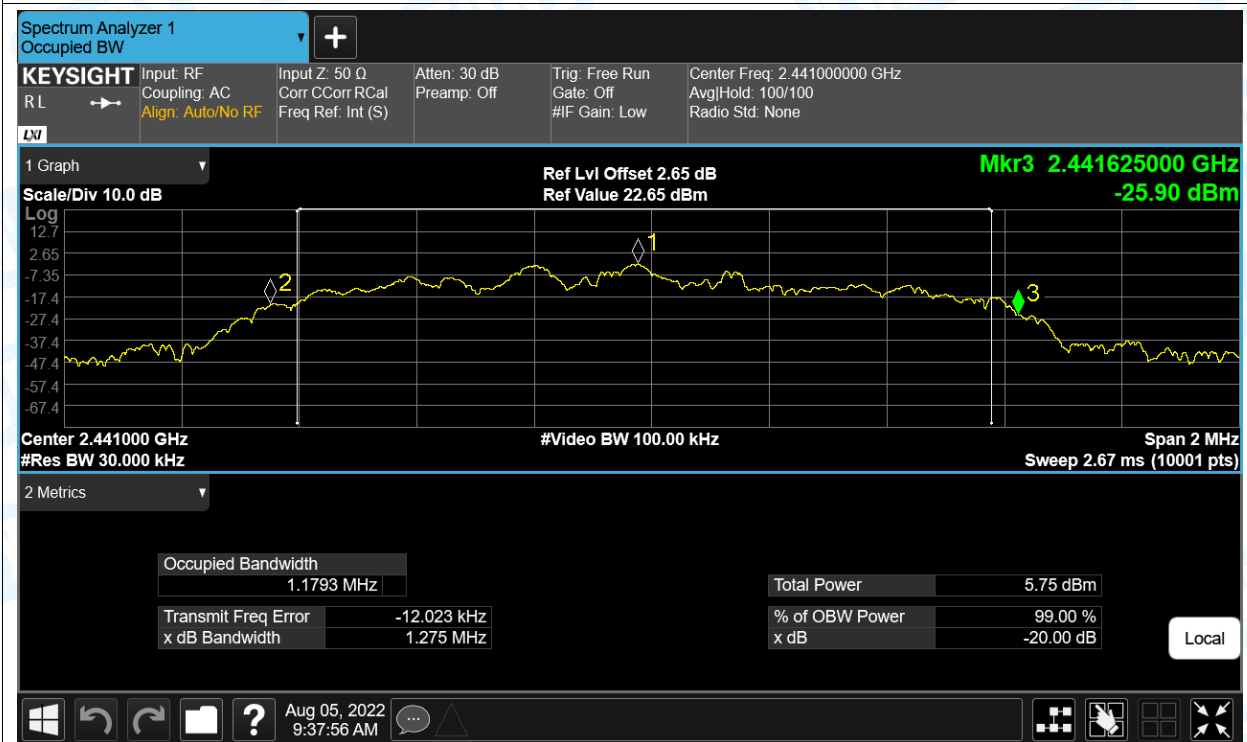 Spectrum Analyzer 1
Occupied BW
+
KEYSIGHT
R L
LXI
Input: RF
Coupling: AC
Align: Auto/No RF
Input Z: 50 Ω
Corr CCorr RCal
Freq Ref: Int (S)
Atten: 30 dB
Preamp: Off
Trig: Free Run
Gate: Off
#IF Gain: Low
Center Freq: 2.441000000 GHz
Avg|Hold: 100/100
Radio Std: None
1 Graph
Scale/Div 10.0 dB
Ref Lvl Offset 2.65 dB
Ref Value 22.65 dBm
Mkr3 2.441625000 GHz
-25.90 dBm
Log
12.7
2.65
-7.35
-17.4
-27.4
-37.4
-47.4
-57.4
-67.4
1
2
3
Center 2.441000 GHz
#Res BW 30.000 kHz
#Video BW 100.00 kHz
Span 2 MHz
Sweep 2.67 ms (10001 pts)
2 Metrics
Occupied Bandwidth
1.1793 MHz
Transmit Freq Error -12.023 kHz
x dB Bandwidth 1.275 MHz
Total Power 5.75 dBm
% of OBW Power 99.00 %
x dB -20.00 dB
Local
?
Aug 05, 2022
9:37:56 AM